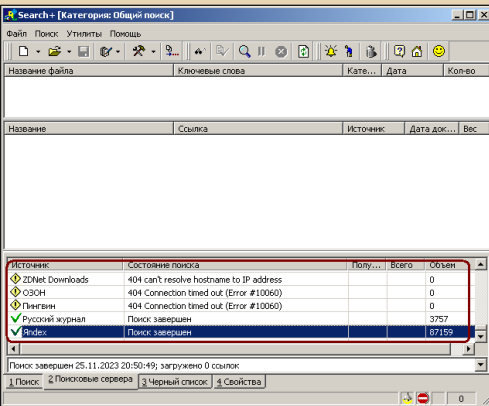 Search+ [Категория: Общий поиск]
Файл Поиск Утилиты Помощь
Название файла Ключевые слова Кате... Дата Кол-во
Название Ссылка Источник Дата док... Вес
Источник Состояние поиска Полу... Всего Объем
ZDNet Downloads 404 can't resolve hostname to IP address 0
ОЗОН 404 Connection timed out (Error #10060) 0
Пингвин 404 Connection timed out (Error #10060) 0
Русский журнал Поиск завершен 3757
Яndex Поиск завершен 87159
Поиск завершен 25.11.2023 20:50:49; загружено 0 ссылок
1 Поиск 2 Поисковые сервера 3 Черный список 4 Свойства
0